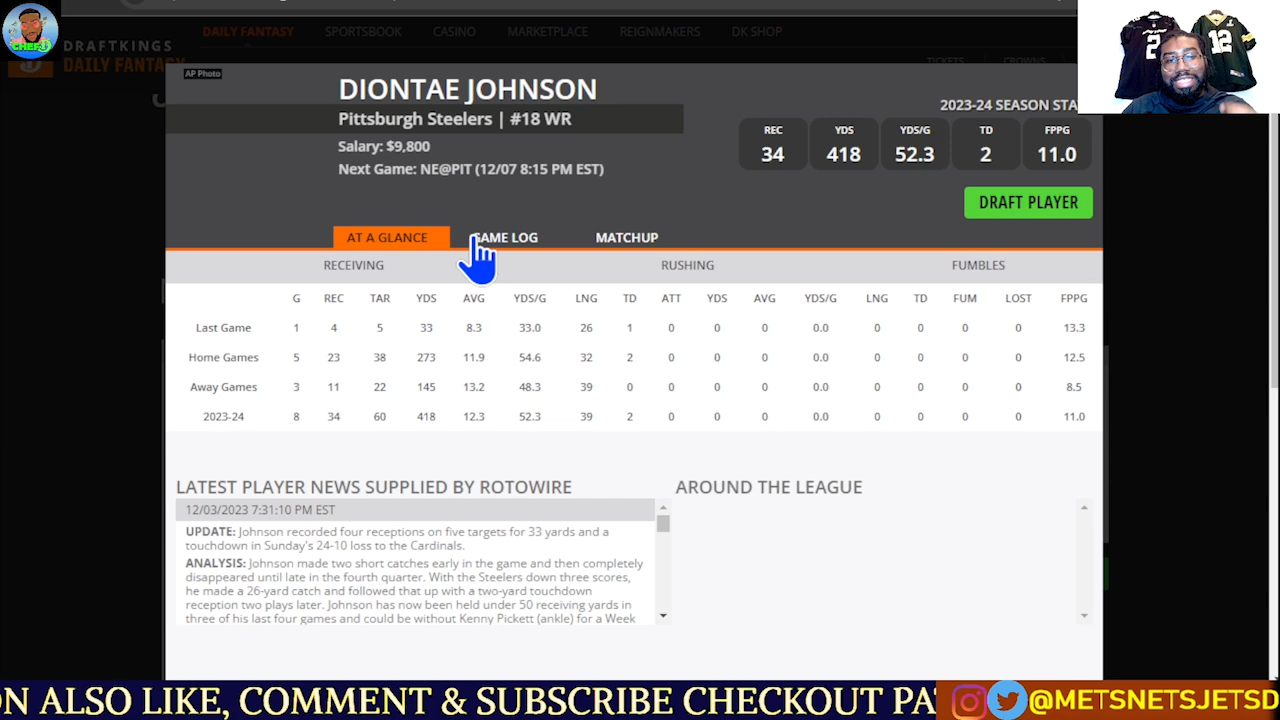 CHEF
DRAFTKINGS
DAILY FANTASY
DAILY FANTASY SPORTSBOOK CASINO MARKETPLACE REIGNMAKERS DK SHOP
TICKETS CROWNS
AP Photo
DIONTAE JOHNSON
Pittsburgh Steelers | #18 WR
Salary: $9,800
Next Game: NE@PIT (12/07 8:15 PM EST)
2023-24 SEASON STA
REC YDS YDS/G TD FPPG
34 418 52.3 2 11.0
DRAFT PLAYER
2 12
AT A GLANCE GAME LOG MATCHUP
RECEIVING RUSHING FUMBLES
G REC TAR YDS AVG YDS/G LNG TD ATT YDS AVG YDS/G LNG TD FUM LOST FPPG
Last Game 1 4 5 33 8.3 33.0 26 1 0 0 0 0.0 0 0 0 0 13.3
Home Games 5 23 38 273 11.9 54.6 32 2 0 0 0 0.0 0 0 0 0 12.5
Away Games 3 11 22 145 13.2 48.3 39 0 0 0 0 0.0 0 0 0 0 8.5
2023-24 8 34 60 418 12.3 52.3 39 2 0 0 0 0.0 0 0 0 0 11.0
LATEST PLAYER NEWS SUPPLIED BY ROTOWIRE
12/03/2023 7:31:10 PM EST
UPDATE: Johnson recorded four receptions on five targets for 33 yards and a
touchdown in Sunday's 24-10 loss to the Cardinals.
ANALYSIS: Johnson made two short catches early in the game and then completely
disappeared until late in the fourth quarter. With the Steelers down three scores,
he made a 26-yard catch and followed that up with a two-yard touchdown
reception two plays later. Johnson has now been held under 50 receiving yards in
three of his last four games and could be without Kenny Pickett (ankle) for a Week
AROUND THE LEAGUE
ON ALSO LIKE, COMMENT & SUBSCRIBE CHECKOUT PA
@METSNETSJETSD